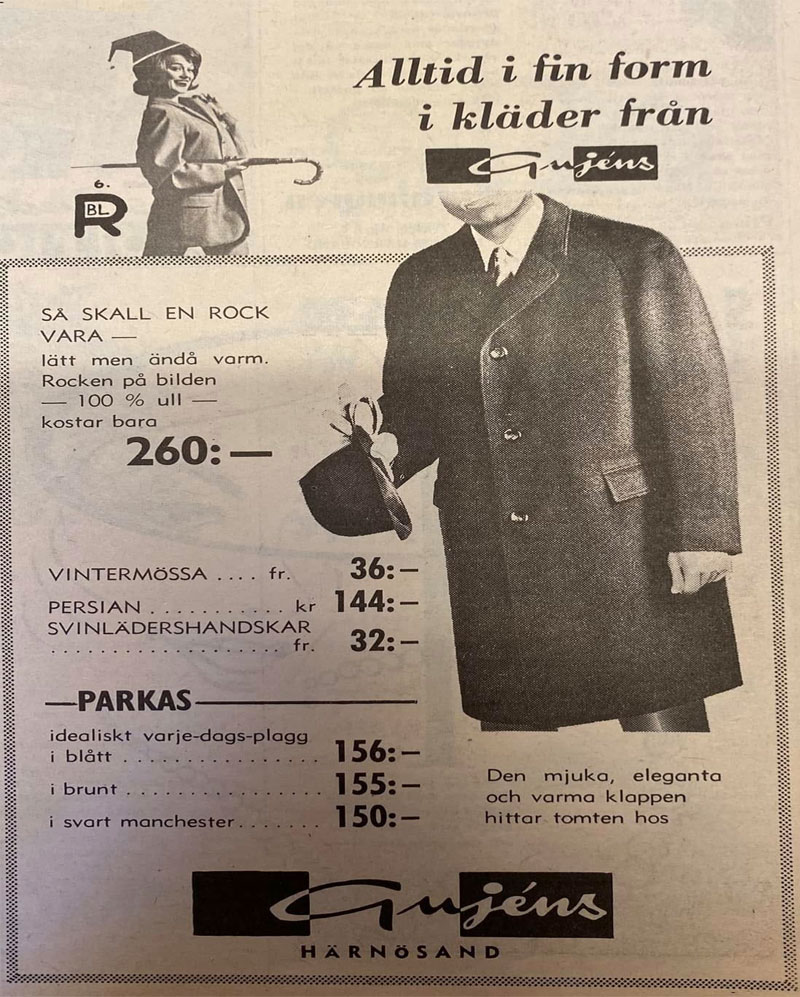 Alltid i fin form
i kläder från
Gujéns
6.
BL
R
SÅ SKALL EN ROCK
VARA —
lätt men ändå varm.
Rocken på bilden
— 100 % ull —
kostar bara
260:—
VINTERMÖSSA .... fr. 36:—
PERSIAN ............ kr 144:—
SVINLÄDERSHANDSKAR
................... fr. 32:—
—PARKAS—
idealiskt varje-dags-plagg
i blått ................ 156:—
i brunt ................ 155:—
i svart manchester....... 150:—
Den mjuka, eleganta
och varma klappen
hittar tomten hos
Gujéns
HÄRNÖSAND